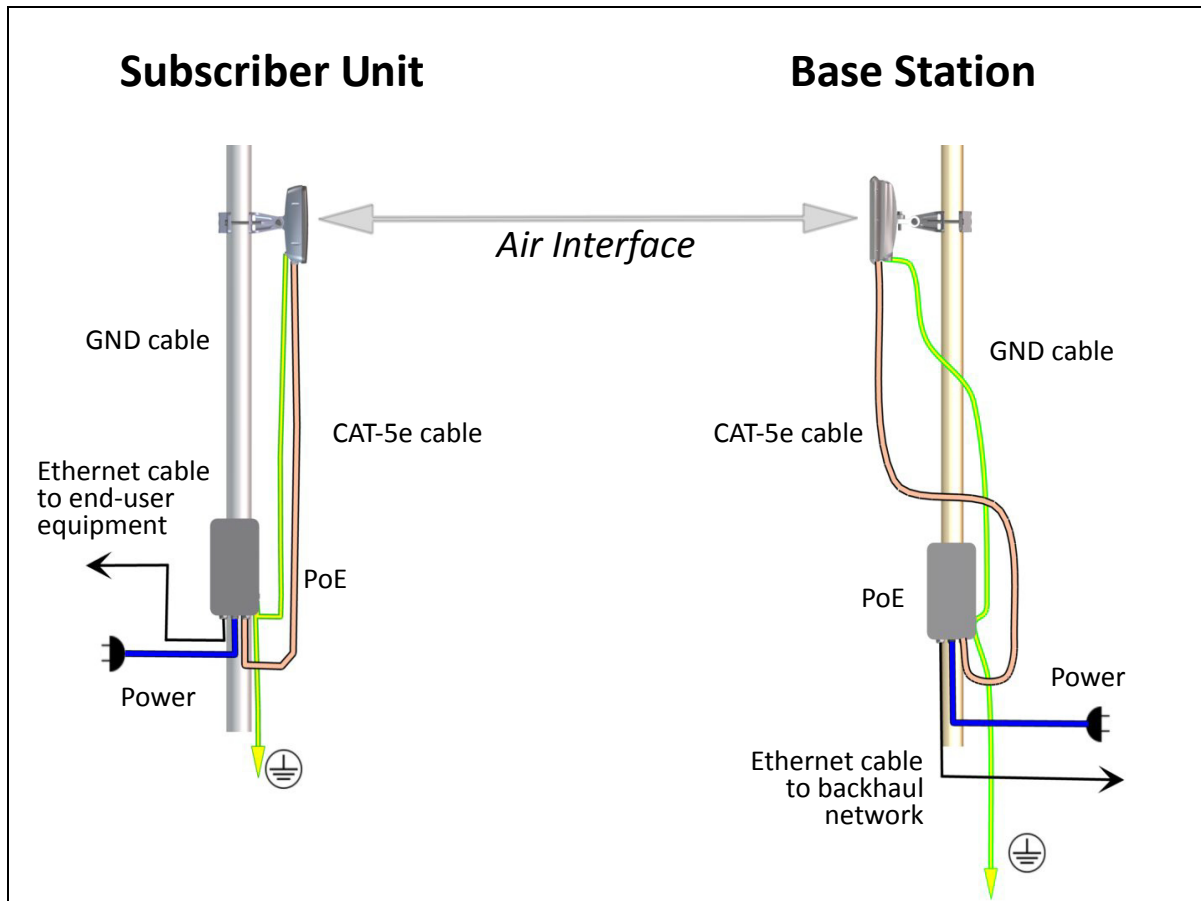 Subscriber Unit
Base Station
Air Interface
GND cable
GND cable
CAT-5e cable
CAT-5e cable
Ethernet cable
to end-user
equipment
PoE
PoE
Power
Power
Ethernet cable
to backhaul
network